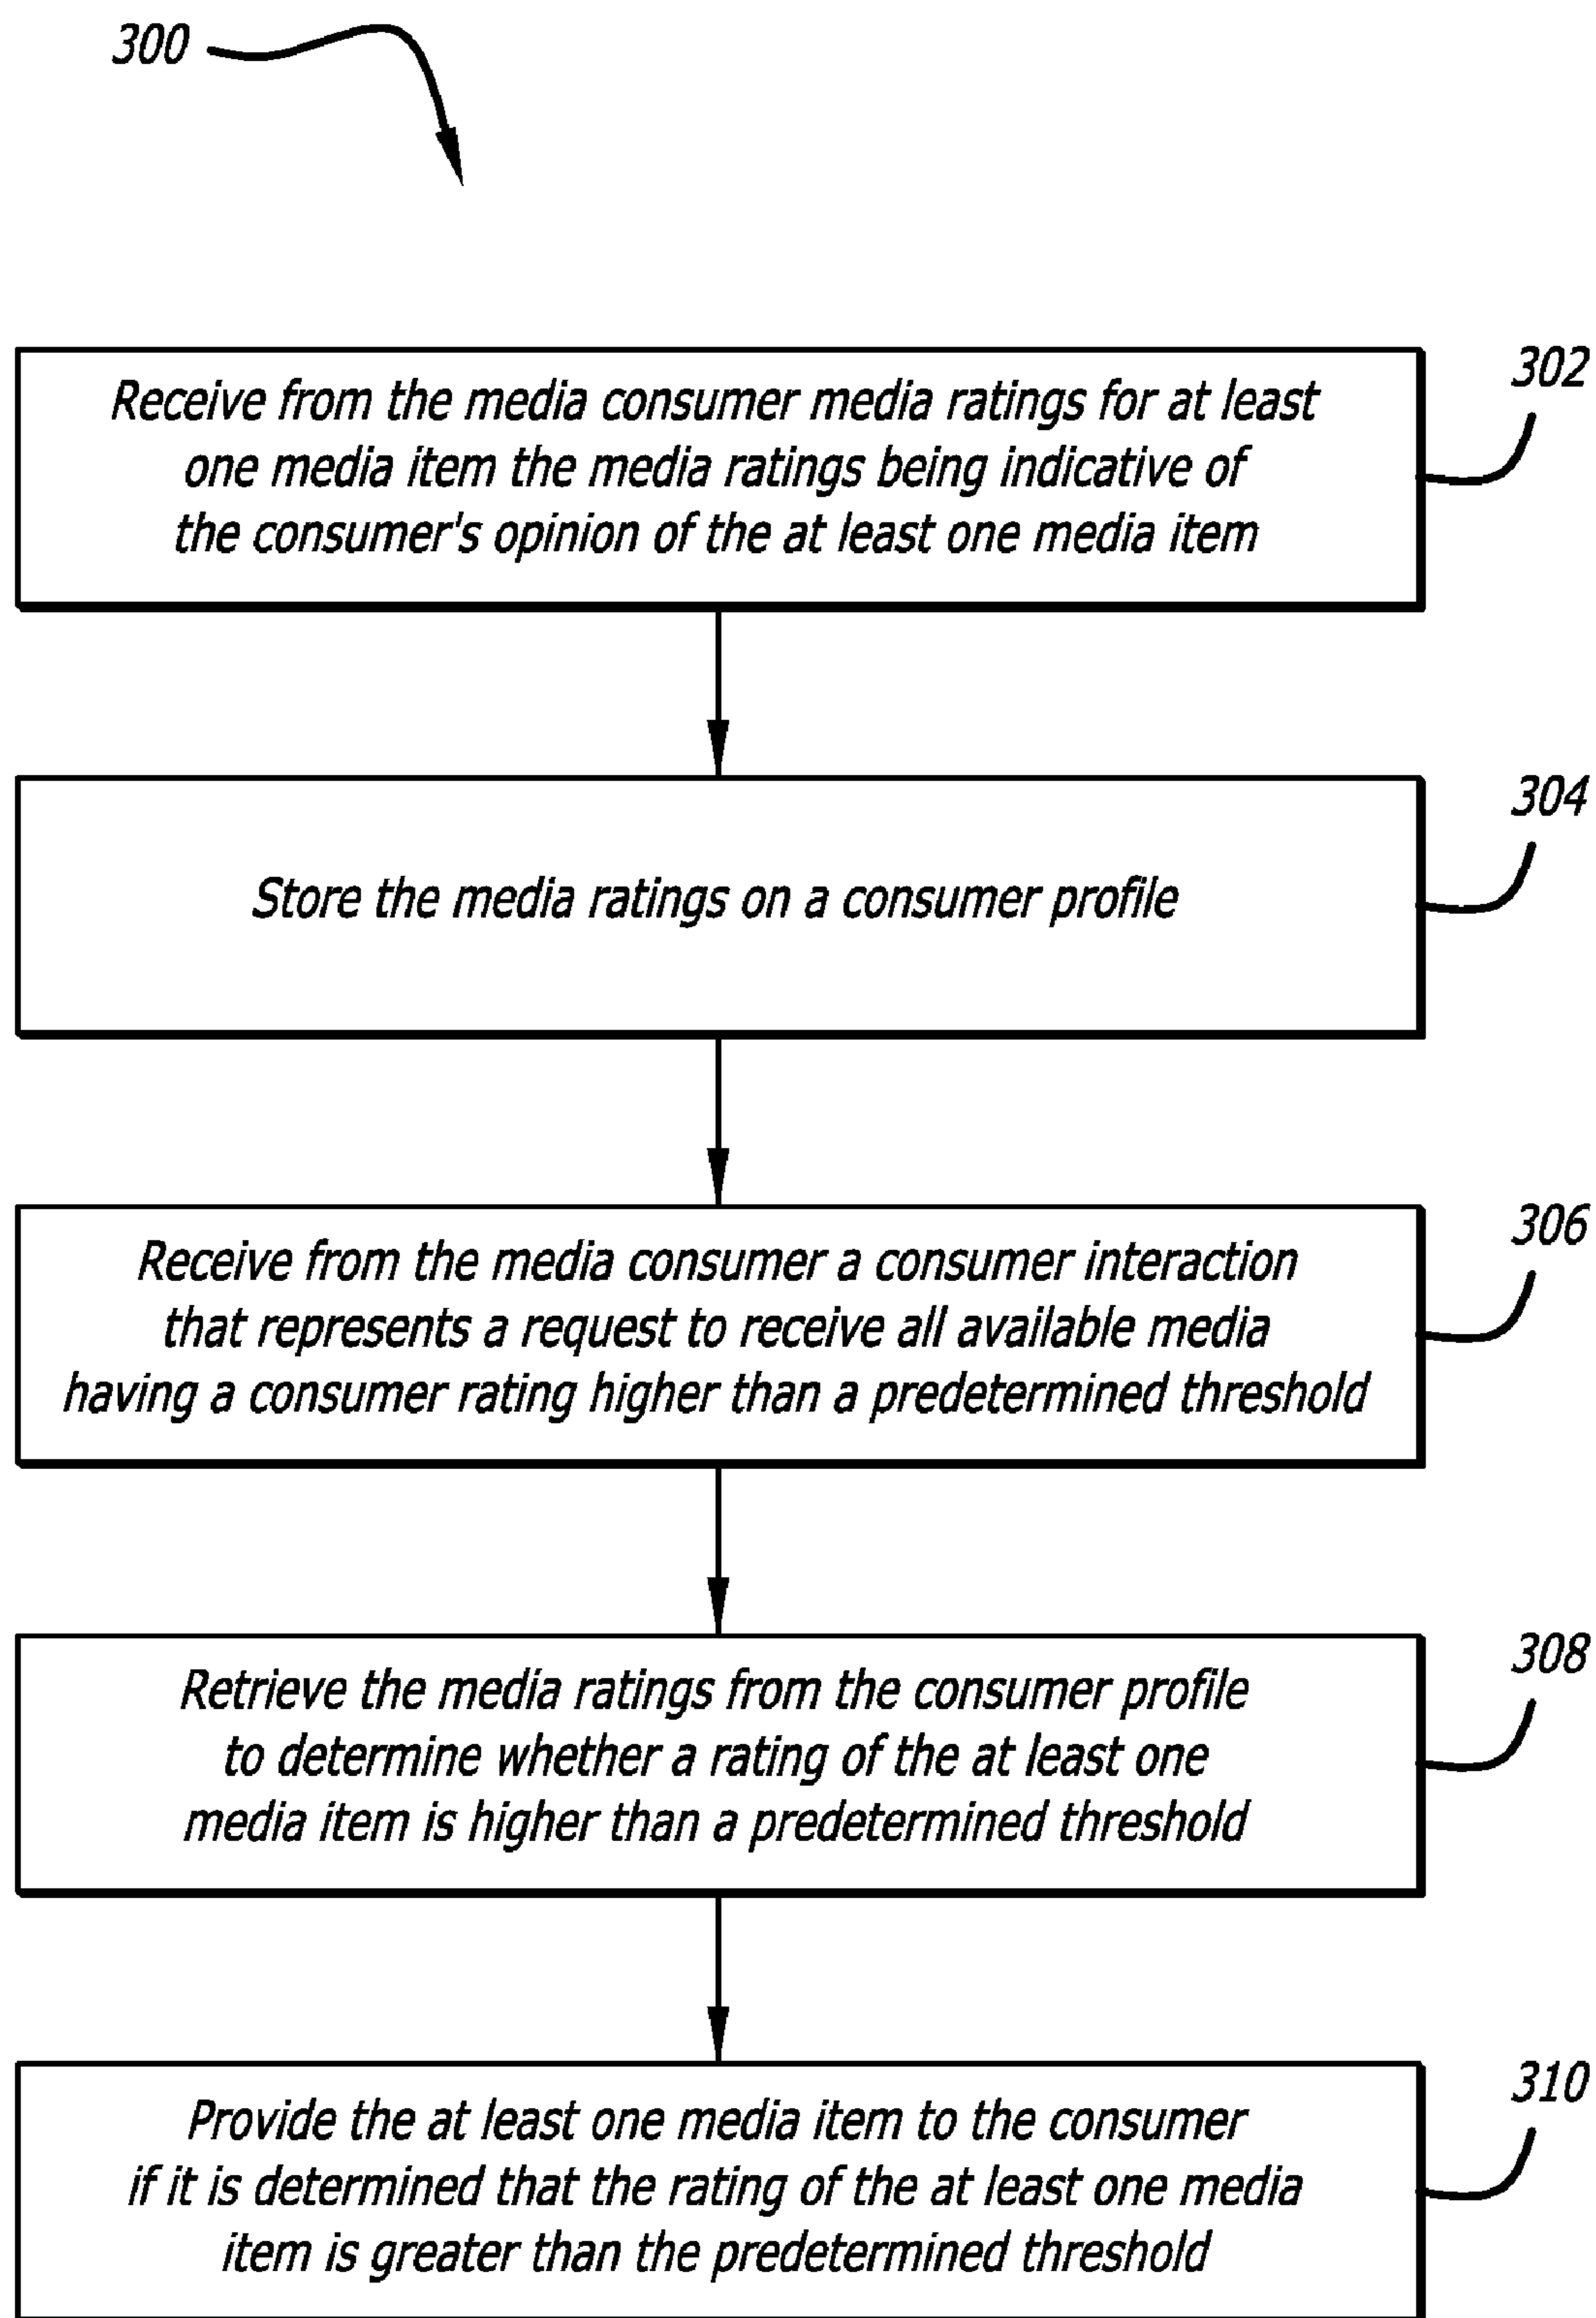 300
302
Receive from the media consumer media ratings for at least
one media item the media ratings being indicative of
the consumer's opinion of the at least one media item
304
Store the media ratings on a consumer profile
306
Receive from the media consumer a consumer interaction
that represents a request to receive all available media
having a consumer rating higher than a predetermined threshold
308
Retrieve the media ratings from the consumer profile
to determine whether a rating of the at least one
media item is higher than a predetermined threshold
310
Provide the at least one media item to the consumer
if it is determined that the rating of the at least one media
item is greater than the predetermined threshold